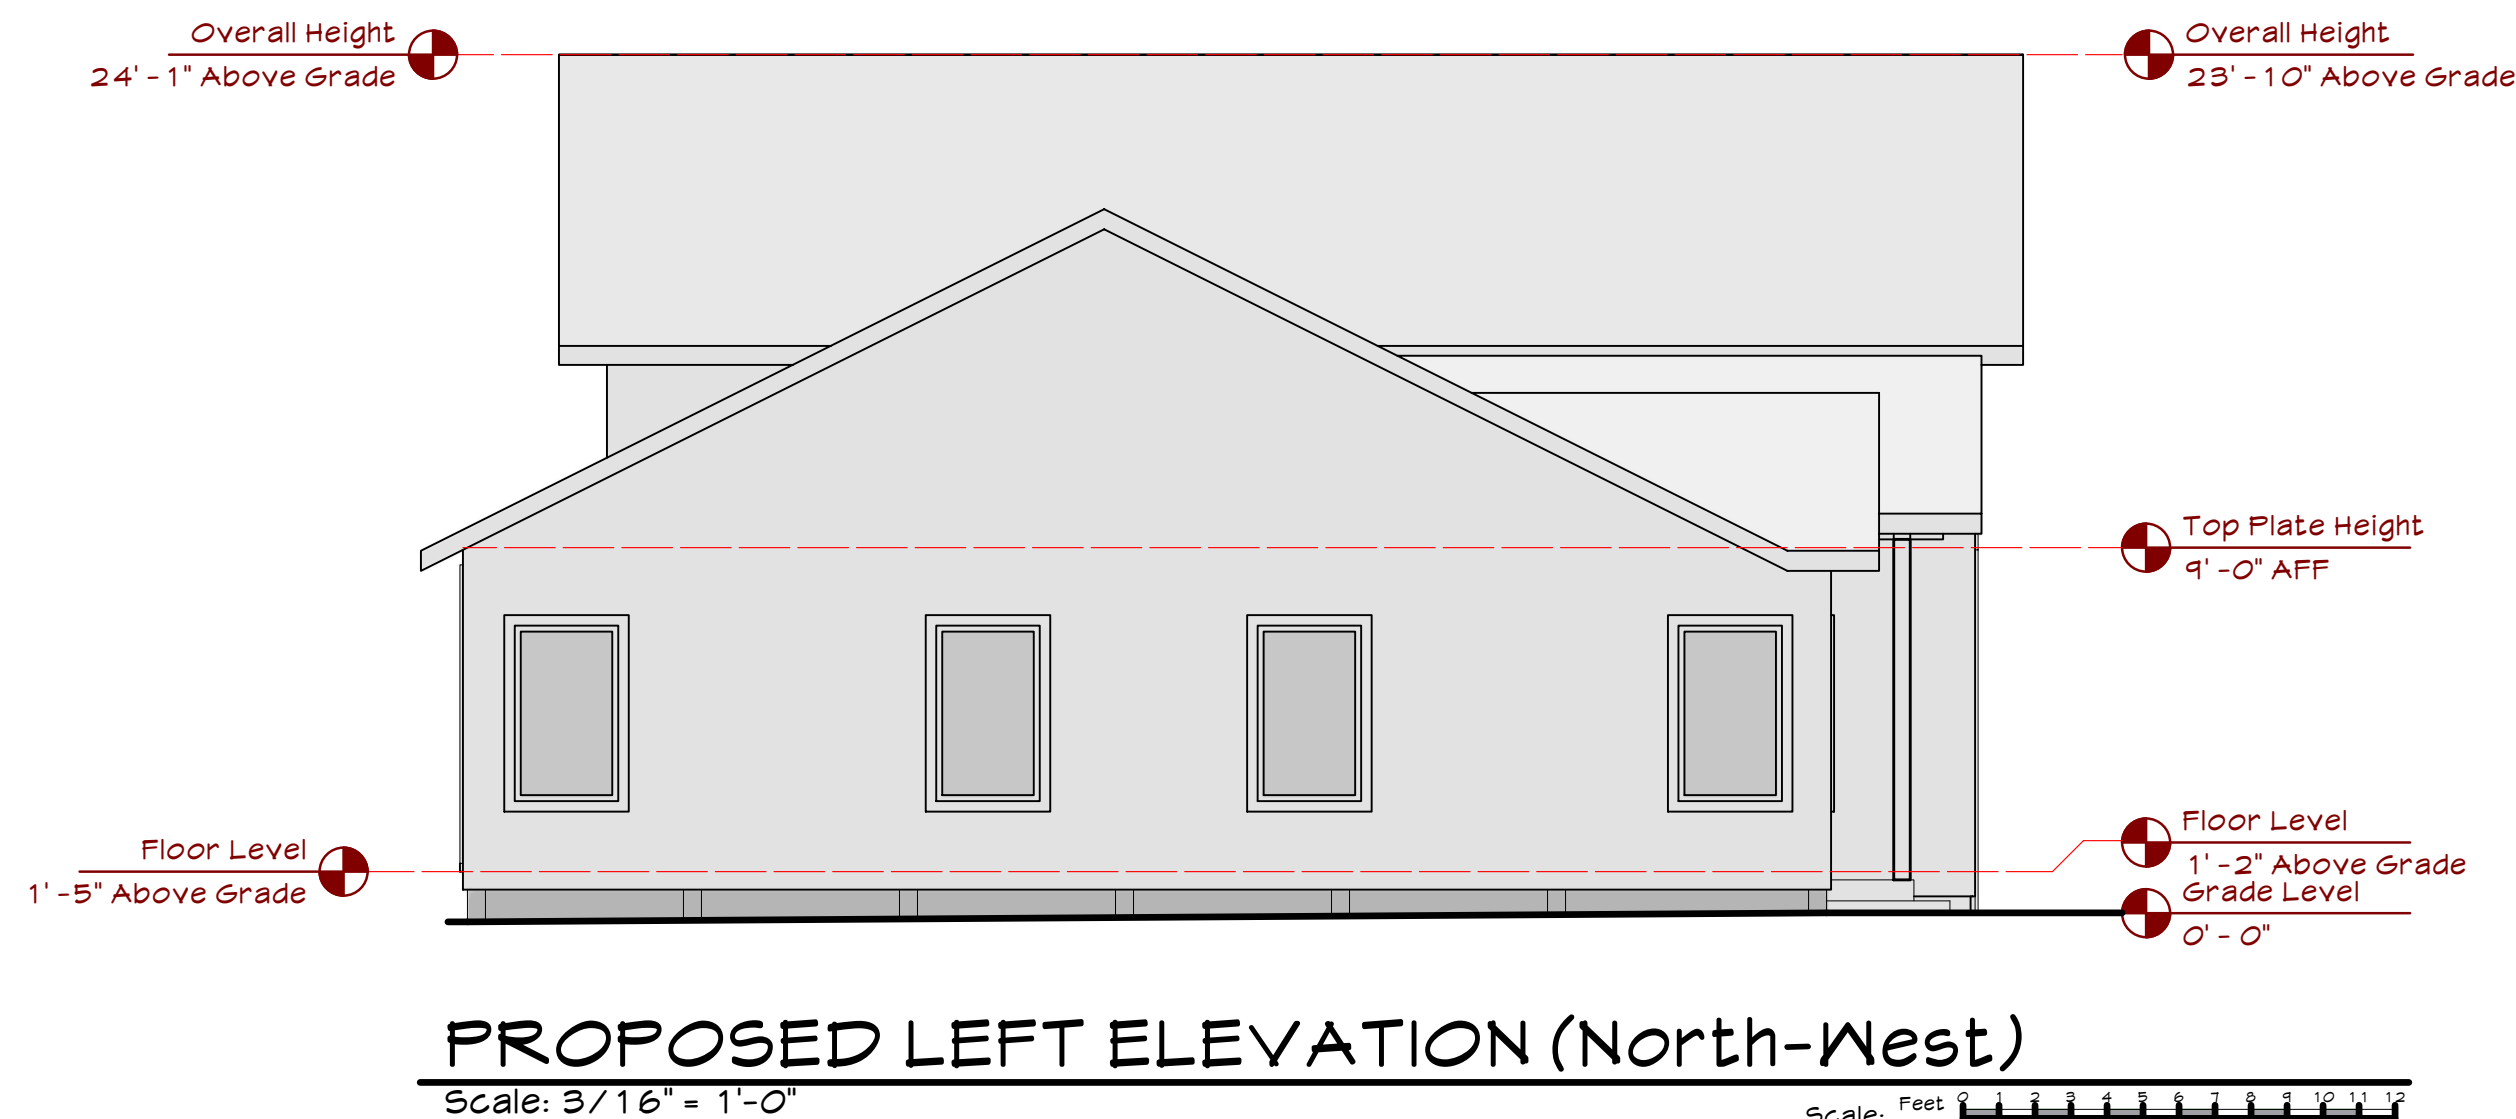 Overall Height
24'-1" Above Grade
Overall Height
23'-10" Above Grade
Top Plate Height
9'-0" AFF
Floor Level
1'-5" Above Grade
Floor Level
1'-2" Above Grade
Grade Level
0'-0"
PROPOSED LEFT ELEVATION (North-West)
Scale: 3/16" = 1'-0"
Scale: Feet 0 1 2 3 4 5 6 7 8 9 10 11 12